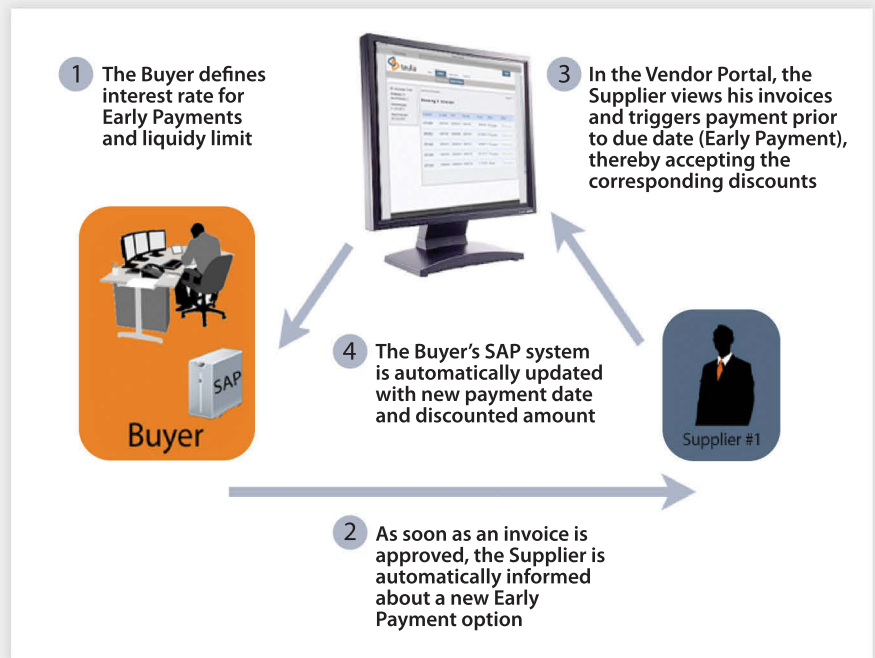 1
The Buyer defines
interest rate for
Early Payments
and liquidy limit
3
In the Vendor Portal, the
Supplier views his invoices
and triggers payment prior
to due date (Early Payment),
thereby accepting the
corresponding discounts
SAP
Buyer
4
The Buyer’s SAP system
is automatically updated
with new payment date
and discounted amount
Supplier #1
2
As soon as an invoice is
approved, the Supplier is
automatically informed
about a new Early
Payment option